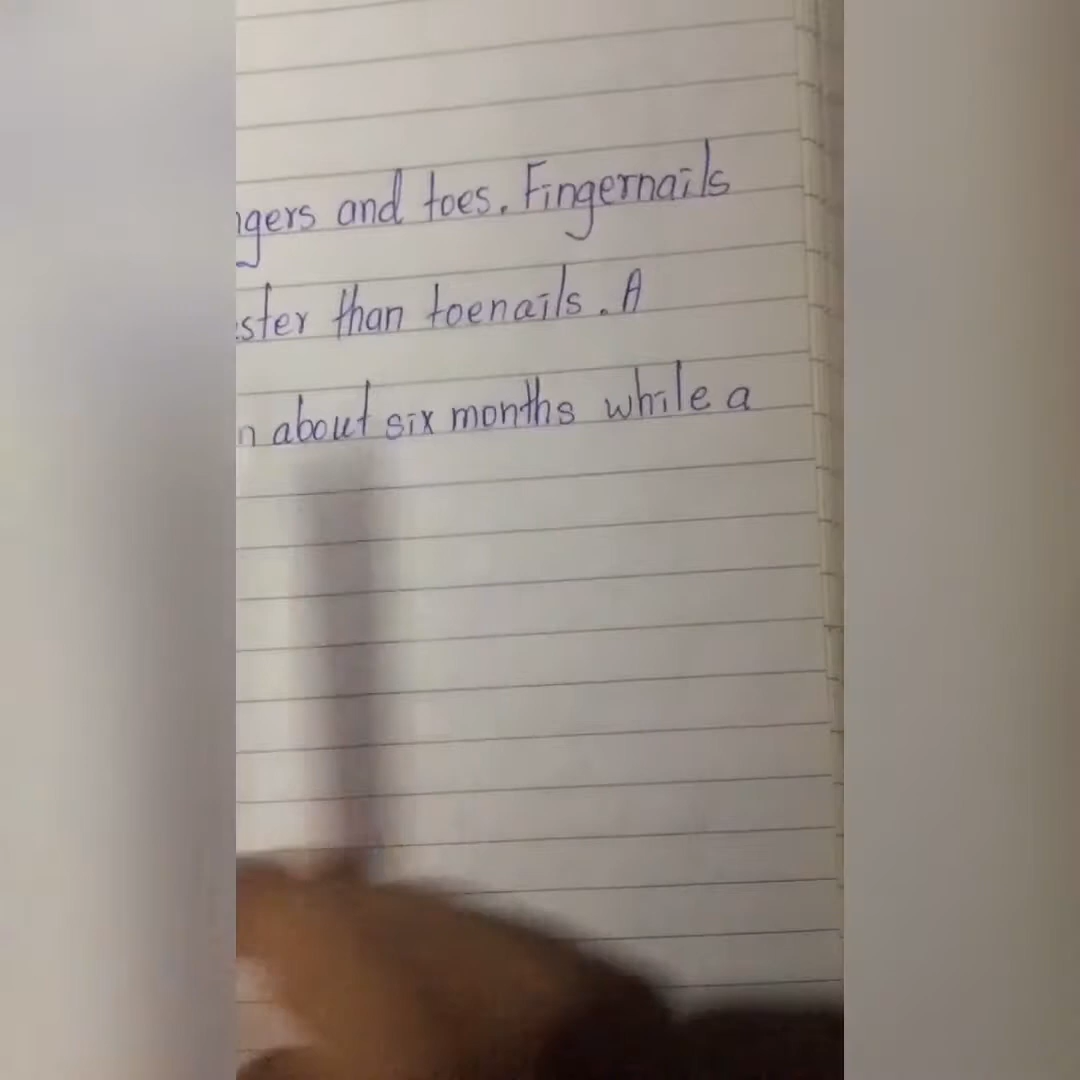 gers and toes. Fingernails
ster than toenails. A
n about six months while a